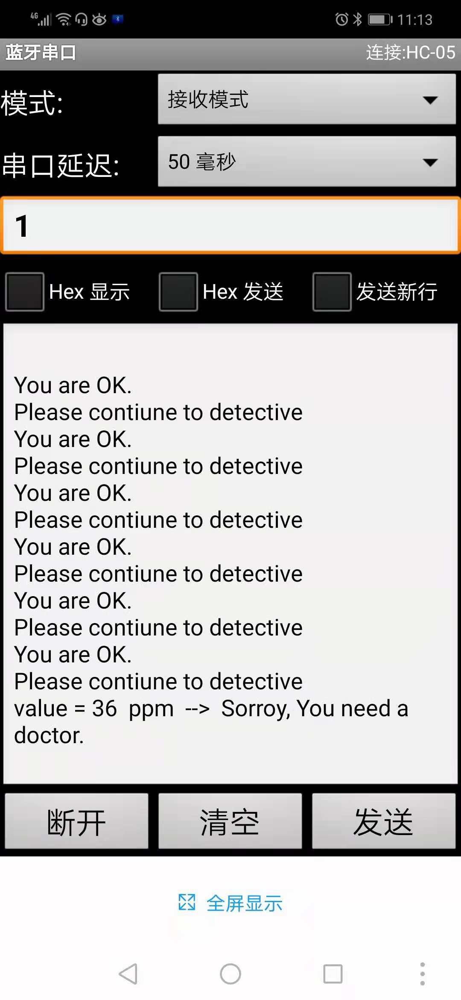 4G 11:13
蓝牙串口 连接:HC-05
模式: 接收模式
串口延迟: 50 毫秒
1
Hex 显示 Hex 发送 发送新行
You are OK.
Please contiune to detective
You are OK.
Please contiune to detective
You are OK.
Please contiune to detective
You are OK.
Please contiune to detective
You are OK.
Please contiune to detective
You are OK.
Please contiune to detective
value = 36  ppm  -->  Sorroy, You need a
doctor.
断开 清空 发送
全屏显示